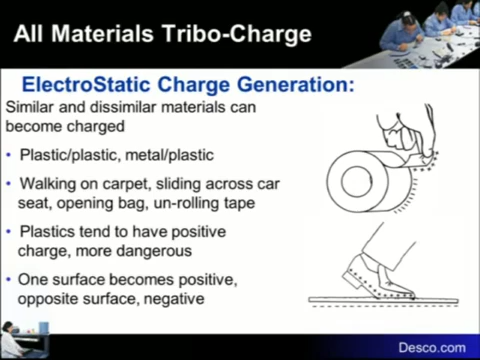 All Materials Tribo-Charge
ElectroStatic Charge Generation:
Similar and dissimilar materials can
become charged
• Plastic/plastic, metal/plastic
• Walking on carpet, sliding across car
seat, opening bag, un-rolling tape
• Plastics tend to have positive
charge, more dangerous
• One surface becomes positive,
opposite surface, negative
Desco.com